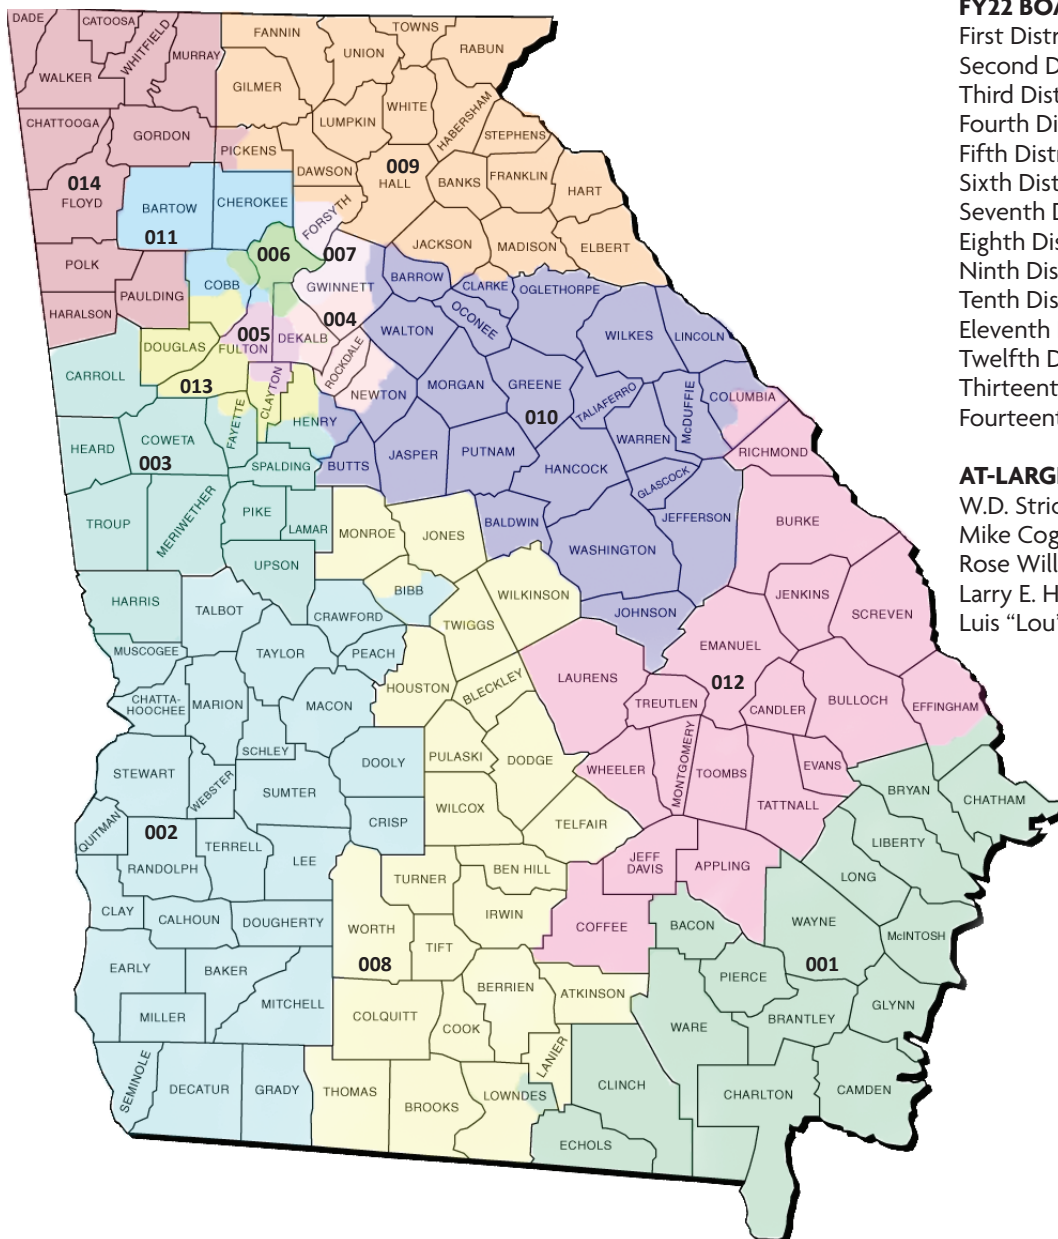 DADE
CATOOSA
WHITFIELD
MURRAY
WALKER
FANNIN
TOWNS
UNION
RABUN
GILMER
WHITE
HABERSHAM
LUMPKIN
STEPHENS
CHATTOOGA
GORDON
PICKENS
DAWSON
009
HALL
BANKS
FRANKLIN
HART
014
FLOYD
BARTOW
011
CHEROKEE
FORSYTH
JACKSON
MADISON
ELBERT
POLK
006
007
COBB
GWINNETT
BARROW
CLARKE
OGLETHORPE
HARALSON
PAULDING
OCONEE
004
005
FULTON
DEKALB
ROCKDALE
WALTON
WILKES
LINCOLN
DOUGLAS
013
CARROLL
CLAYTON
NEWTON
MORGAN
GREENE
TALIAFERRO
McDUFFIE
COLUMBIA
FAYETTE
HENRY
010
HEARD
COWETA
003
SPALDING
BUTTS
JASPER
PUTNAM
HANCOCK
WARREN
GLASCOCK
RICHMOND
TROUP
MERIWETHER
PIKE
LAMAR
MONROE
JONES
BALDWIN
WASHINGTON
JEFFERSON
BURKE
UPSON
HARRIS
TALBOT
CRAWFORD
BIBB
WILKINSON
TWIGGS
JOHNSON
JENKINS
SCREVEN
MUSCOGEE
TAYLOR
PEACH
EMANUEL
CHATTA-
HOOCHEE
MARION
MACON
HOUSTON
BLECKLEY
LAURENS
012
TREUTLEN
CANDLER
BULLOCH
EFFINGHAM
SCHLEY
DOOLY
PULASKI
DODGE
WHEELER
MONTGOMERY
TOOMBS
EVANS
TATTNALL
STEWART
WEBSTER
SUMTER
BRYAN
CHATHAM
QUITMAN
002
CRISP
WILCOX
TELFAIR
LIBERTY
RANDOLPH
TERRELL
LEE
TURNER
BEN HILL
JEFF
DAVIS
APPLING
LONG
CLAY
CALHOUN
DOUGHERTY
WORTH
TIFT
IRWIN
COFFEE
BACON
WAYNE
McINTOSH
EARLY
BAKER
008
001
PIERCE
MITCHELL
MILLER
COLQUITT
COOK
BERRIEN
ATKINSON
WARE
BRANTLEY
GLYNN
SEMINOLE
DECATUR
GRADY
THOMAS
BROOKS
LOWNDES
LANIER
CLINCH
CHARLTON
CAMDEN
ECHOLS
FY22 BOA
First Distr
Second D
Third Dist
Fourth Di
Fifth Distr
Sixth Dist
Seventh D
Eighth Dis
Ninth Dis
Tenth Dis
Eleventh
Twelfth D
Thirteent
Fourteent
AT-LARGE
W.D. Stric
Mike Cog
Rose Will
Larry E. H
Luis “Lou”